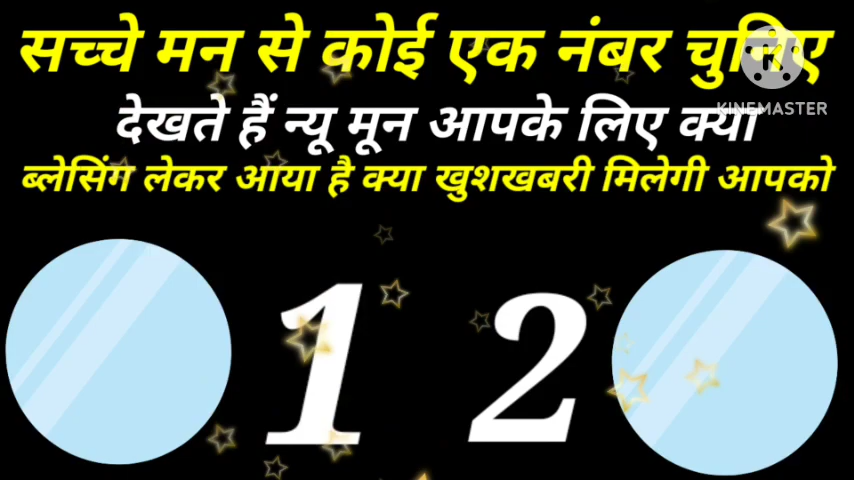 सच्चे मन से कोई एक नंबर चुनिए
KINEMASTER
देखते हैं न्यू मून आपके लिए क्या
ब्लेसिंग लेकर आया है क्या खुशखबरी मिलेगी आपको
1 2